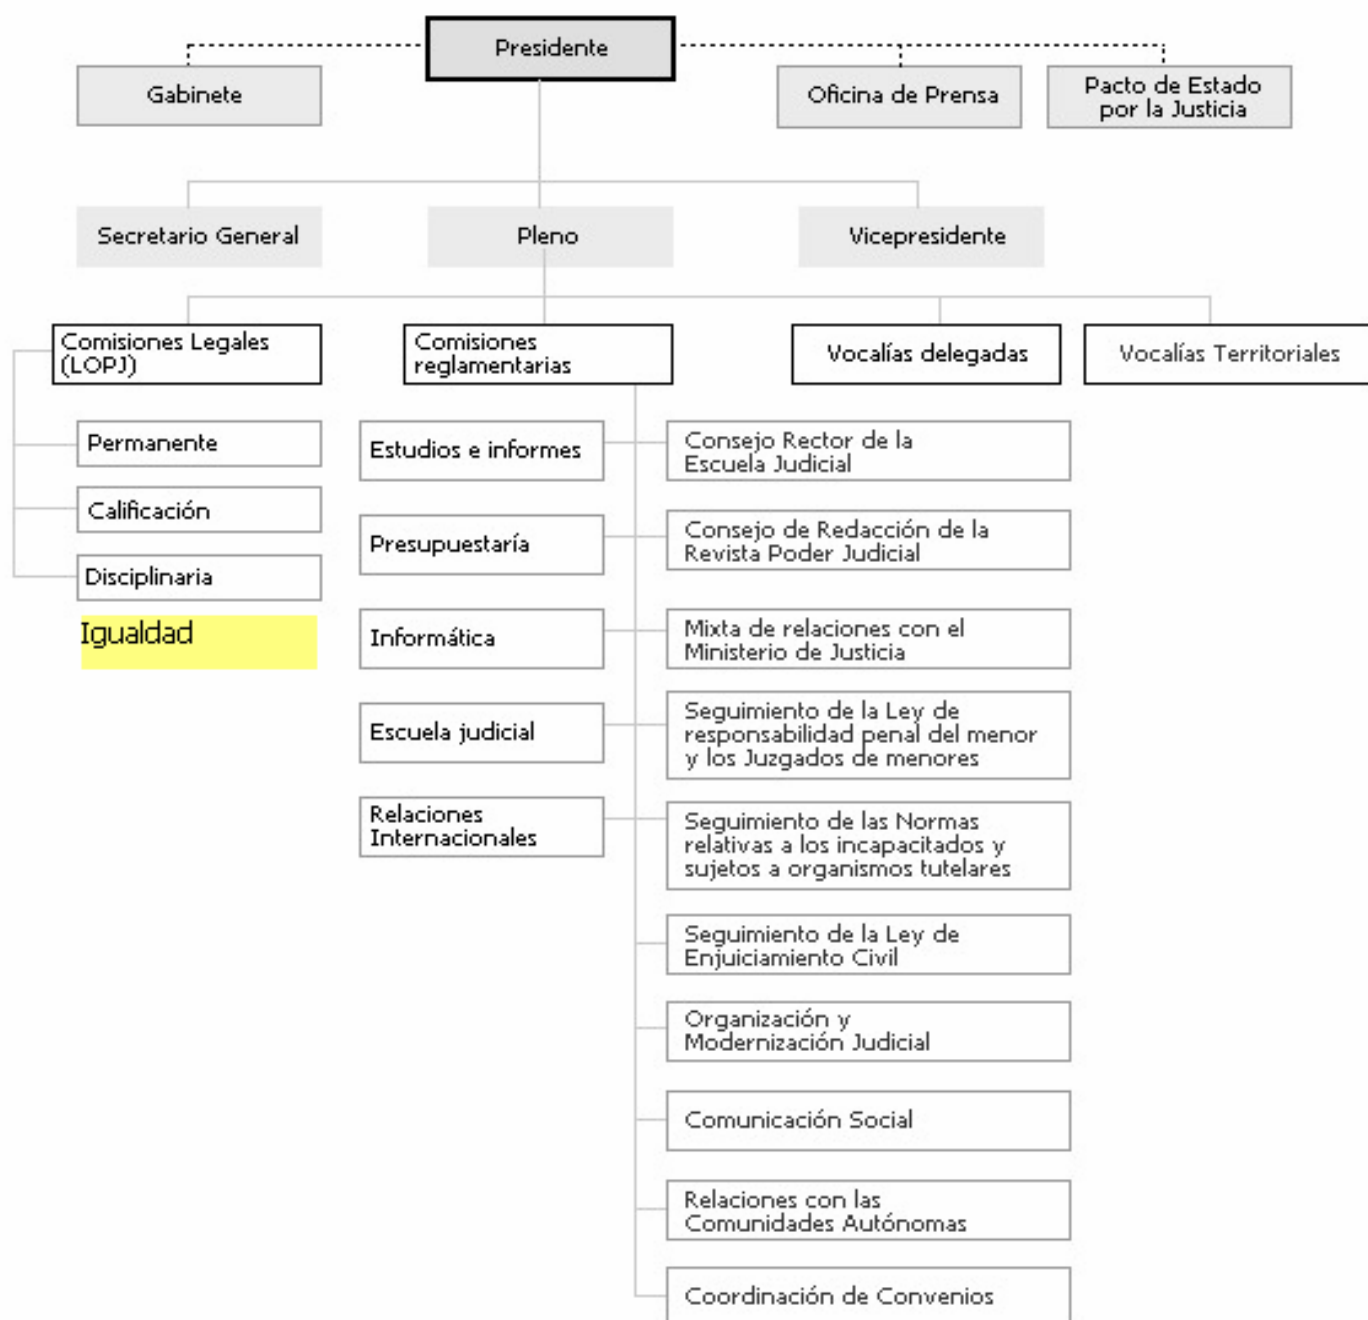 Presidente
Gabinete
Oficina de Prensa
Pacto de Estado
por la Justicia
Secretario General
Pleno
Vicepresidente
Comisiones Legales
(LOPJ)
Comisiones
reglamentarias
Vocalías delegadas
Vocalías Territoriales
Permanente
Calificación
Disciplinaria
Igualdad
Estudios e informes
Presupuestaría
Informática
Escuela judicial
Relaciones
Internacionales
Consejo Rector de la
Escuela Judicial
Consejo de Redacción de la
Revista Poder Judicial
Mixta de relaciones con el
Ministerio de Justicia
Seguimiento de la Ley de
responsabilidad penal del menor
y los Juzgados de menores
Seguimiento de las Normas
relativas a los incapacitados y
sujetos a organismos tutelares
Seguimiento de la Ley de
Enjuiciamiento Civil
Organización y
Modernización Judicial
Comunicación Social
Relaciones con las
Comunidades Autónomas
Coordinación de Convenios